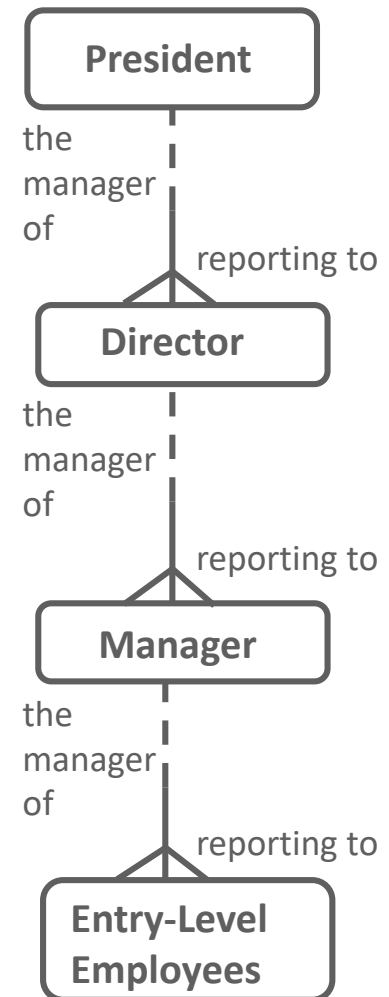 President
the
manager
of
reporting to
Director
the
manager
of
reporting to
Manager
the
manager
of
reporting to
Entry-Level
Employees